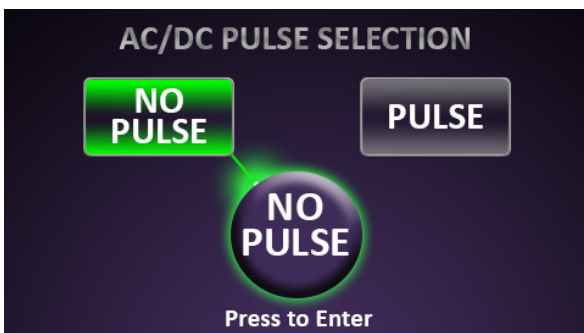 AC/DC PULSE SELECTION
NO
PULSE
PULSE
NO
PULSE
Press to Enter